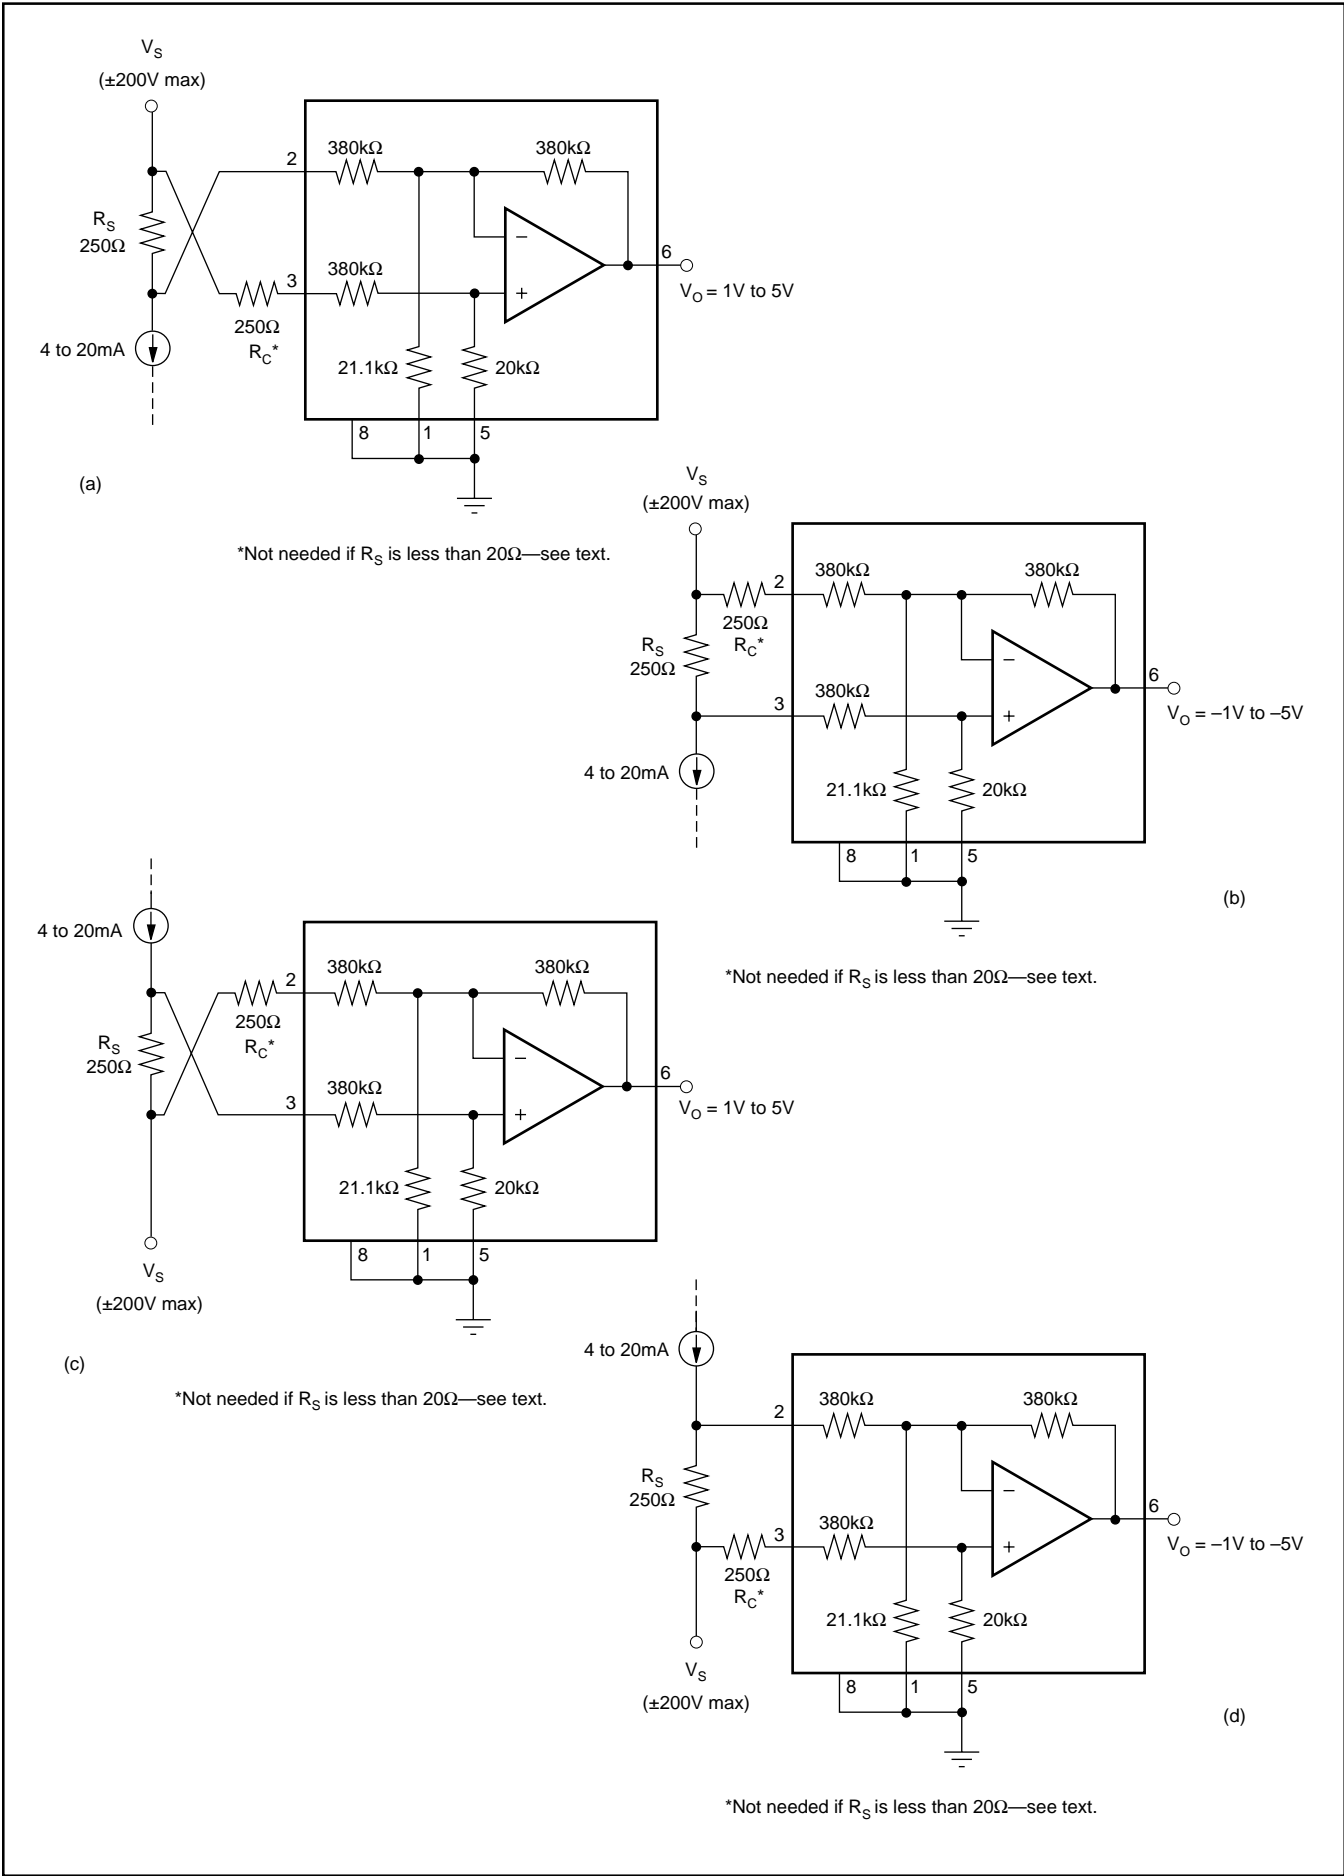 V_S
(±200V max)
2
380kΩ
380kΩ
R_S
250Ω
3
380kΩ
250Ω
R_C*
4 to 20mA
−
+
6
V_O = 1V to 5V
21.1kΩ
20kΩ
8
1
5
(a)
*Not needed if R_S is less than 20Ω—see text.
V_S
(±200V max)
2
380kΩ
380kΩ
250Ω
R_C*
R_S
250Ω
3
380kΩ
4 to 20mA
−
+
6
V_O = –1V to –5V
21.1kΩ
20kΩ
8
1
5
(b)
*Not needed if R_S is less than 20Ω—see text.
4 to 20mA
2
380kΩ
380kΩ
250Ω
R_C*
R_S
250Ω
3
380kΩ
−
+
6
V_O = 1V to 5V
21.1kΩ
20kΩ
8
1
5
V_S
(±200V max)
(c)
*Not needed if R_S is less than 20Ω—see text.
4 to 20mA
2
380kΩ
380kΩ
R_S
250Ω
3
380kΩ
250Ω
R_C*
−
+
6
V_O = –1V to –5V
21.1kΩ
20kΩ
8
1
5
V_S
(±200V max)
(d)
*Not needed if R_S is less than 20Ω—see text.